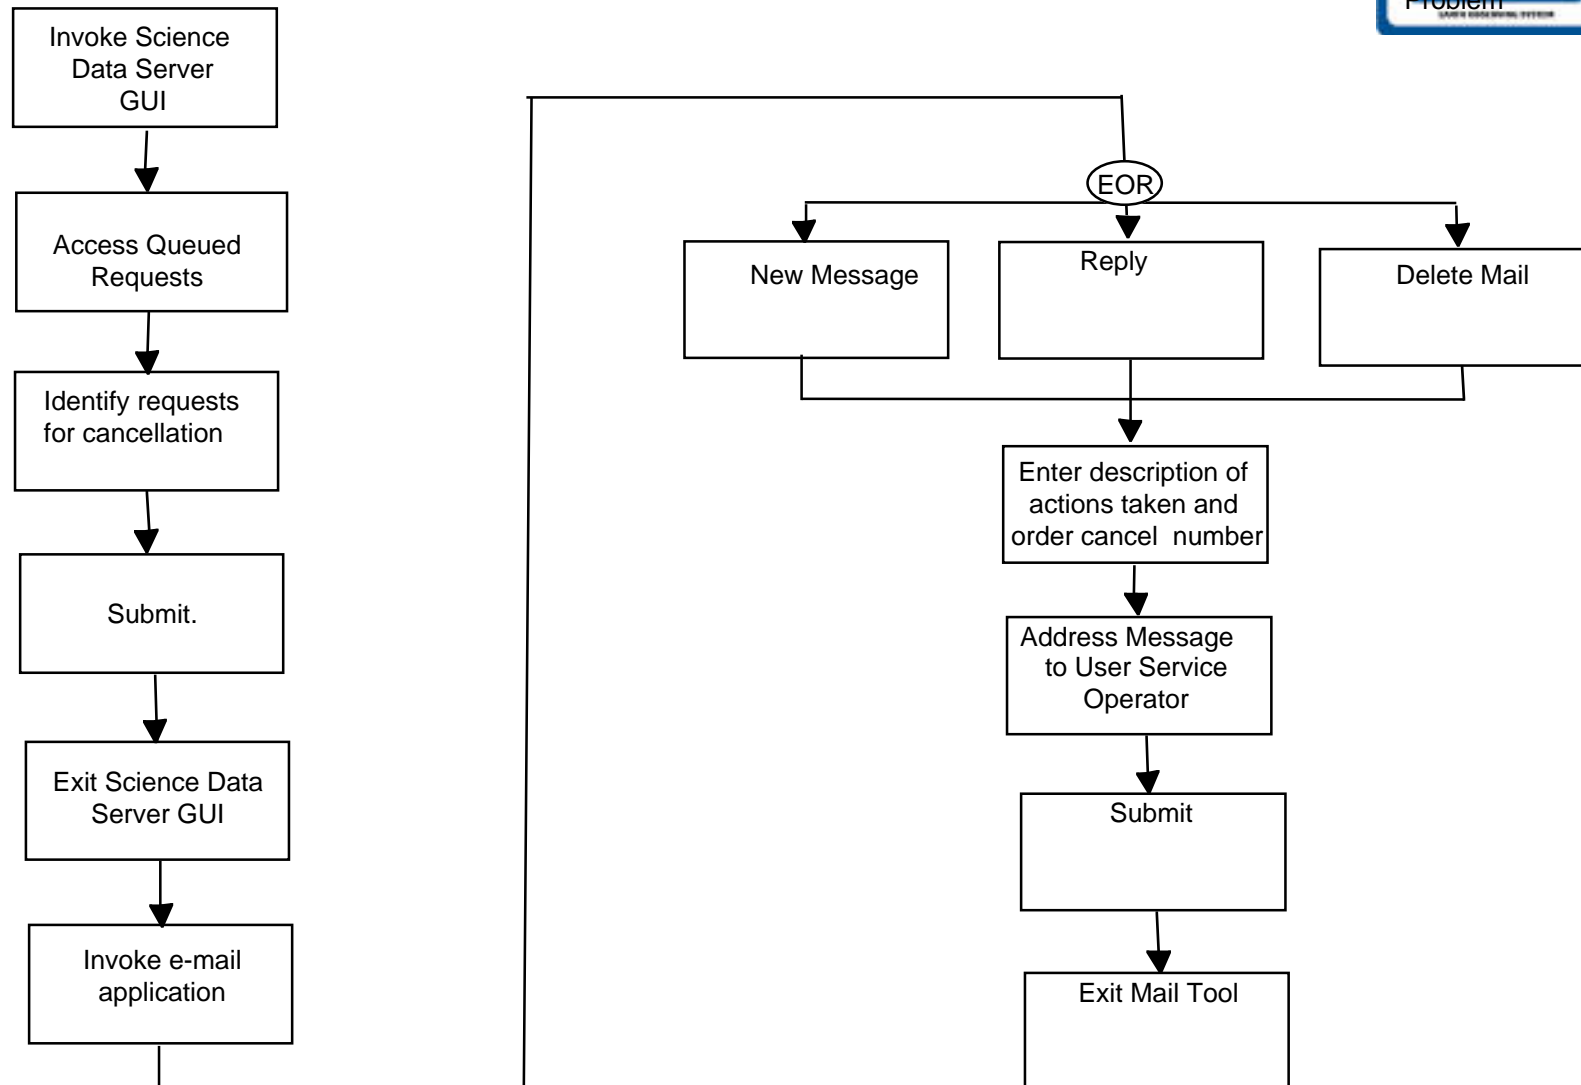 Problem
Invoke Science
Data Server
GUI
Access Queued
Requests
Identify requests
for cancellation
Submit.
Exit Science Data
Server GUI
Invoke e-mail
application
EOR
New Message
Reply
Delete Mail
Enter description of
actions taken and
order cancel number
Address Message
to User Service
Operator
Submit
Exit Mail Tool